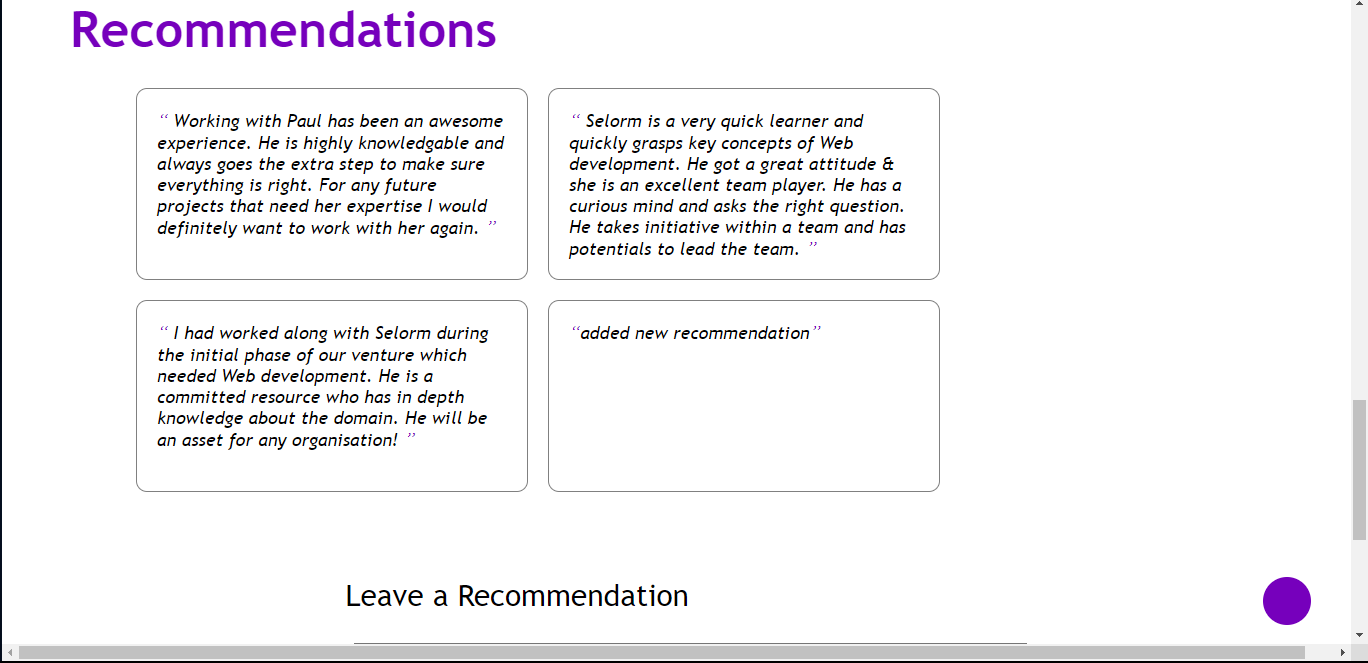 Recommendations
“ Working with Paul has been an awesome
experience. He is highly knowledgable and
always goes the extra step to make sure
everything is right. For any future
projects that need her expertise I would
definitely want to work with her again. ”
“ Selorm is a very quick learner and
quickly grasps key concepts of Web
development. He got a great attitude &
she is an excellent team player. He has a
curious mind and asks the right question.
He takes initiative within a team and has
potentials to lead the team. ”
“ I had worked along with Selorm during
the initial phase of our venture which
needed Web development. He is a
committed resource who has in depth
knowledge about the domain. He will be
an asset for any organisation! ”
“added new recommendation”
Leave a Recommendation